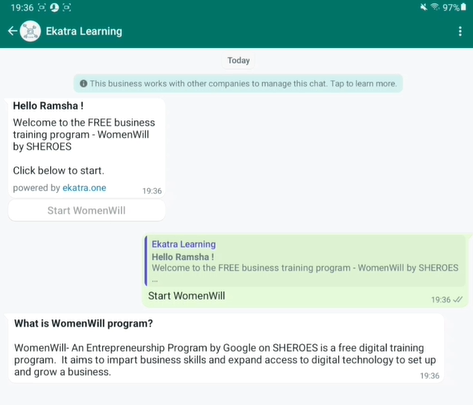 19:36
97%
Ekatra Learning
Today
This business works with other companies to manage this chat. Tap to learn more.
Hello Ramsha !
Welcome to the FREE business
training program - WomenWill
by SHEROES
Click below to start.
powered by ekatra.one
19:36
Start WomenWill
Ekatra Learning
Hello Ramsha !
Welcome to the FREE business training program - WomenWill by SHEROES
...
Start WomenWill
19:36
What is WomenWill program?
WomenWill- An Entrepreneurship Program by Google on SHEROES is a free digital training
program.  It aims to impart business skills and expand access to digital technology to set up
and grow a business.
19:36